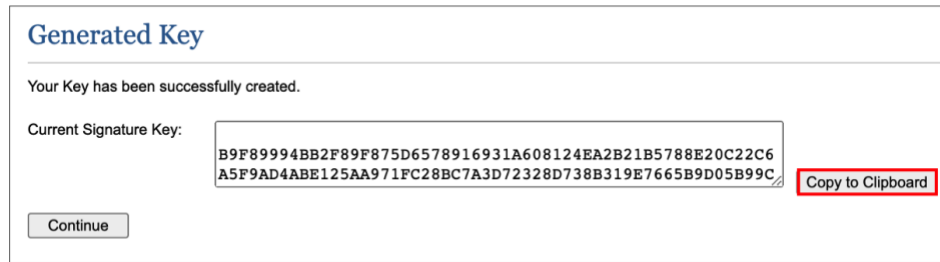 Generated Key
Your Key has been successfully created.
Current Signature Key:
B9F89994BB2F89F875D6578916931A608124EA2B21B5788E20C22C6
A5F9AD4ABE125AA971FC28BC7A3D72328D738B319E7665B9D05B99C
Copy to Clipboard
Continue